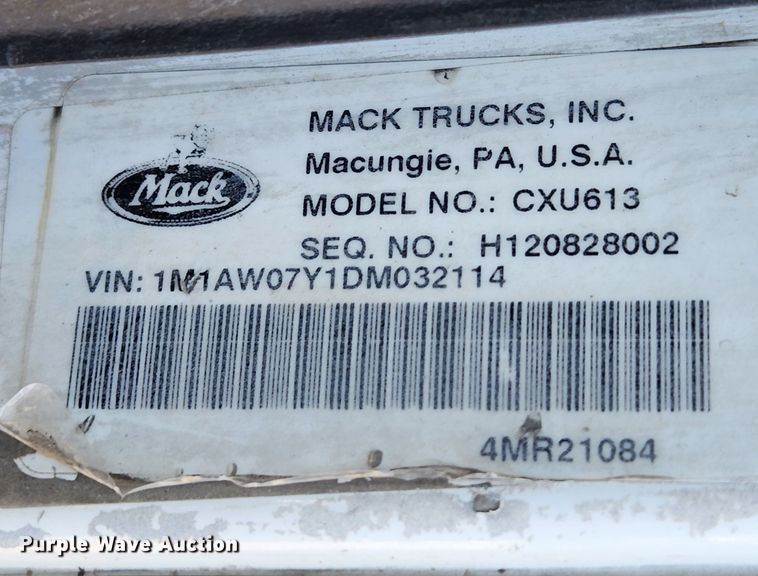 MACK TRUCKS, INC.
Macungie, PA, U.S.A.
Mack
MODEL NO.: CXU613
SEQ. NO.: H120828002
VIN: 1M1AW07Y1DM032114
4MR21084
Purple Wave Auction